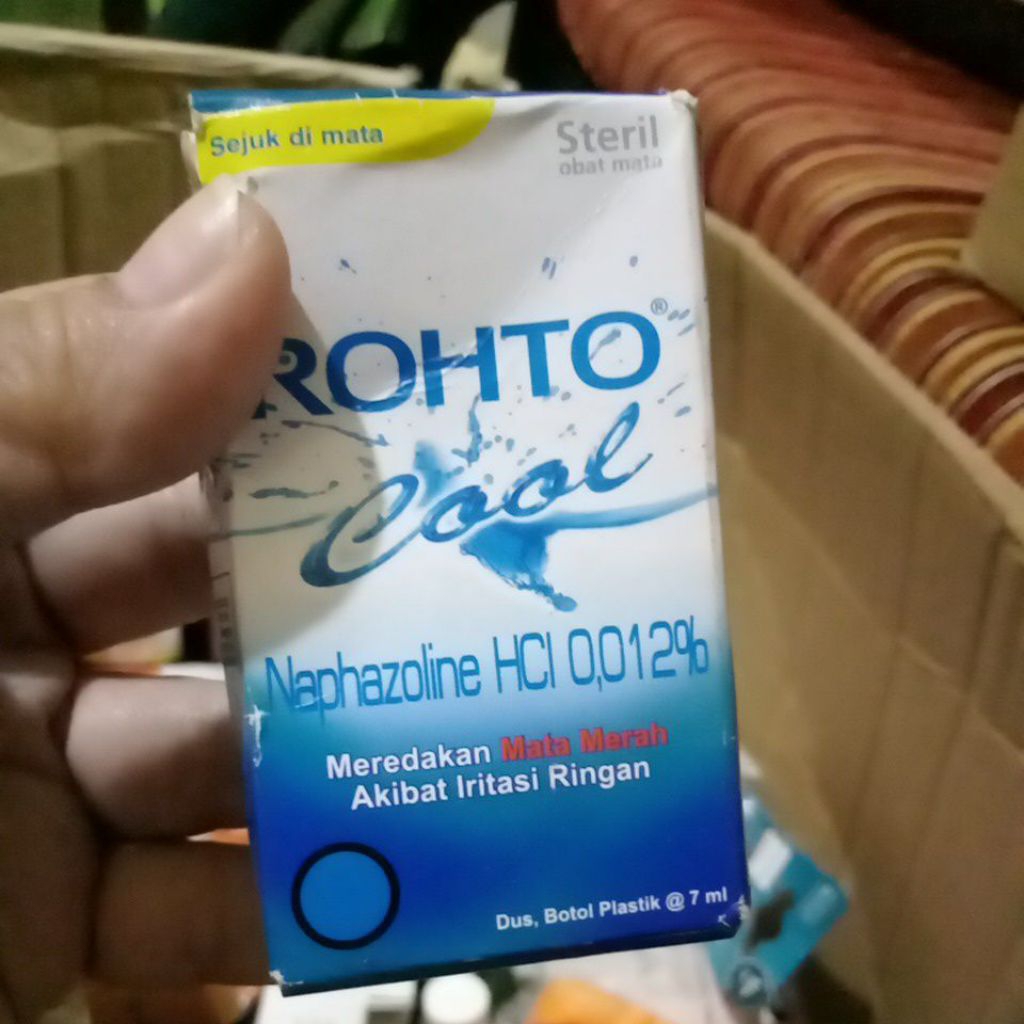 Sejuk di mata
Steril
obat mata
ROHTO®
Cool
Naphazoline HCl 0,012%
Meredakan Mata Merah
Akibat Iritasi Ringan
Dus, Botol Plastik @ 7 ml